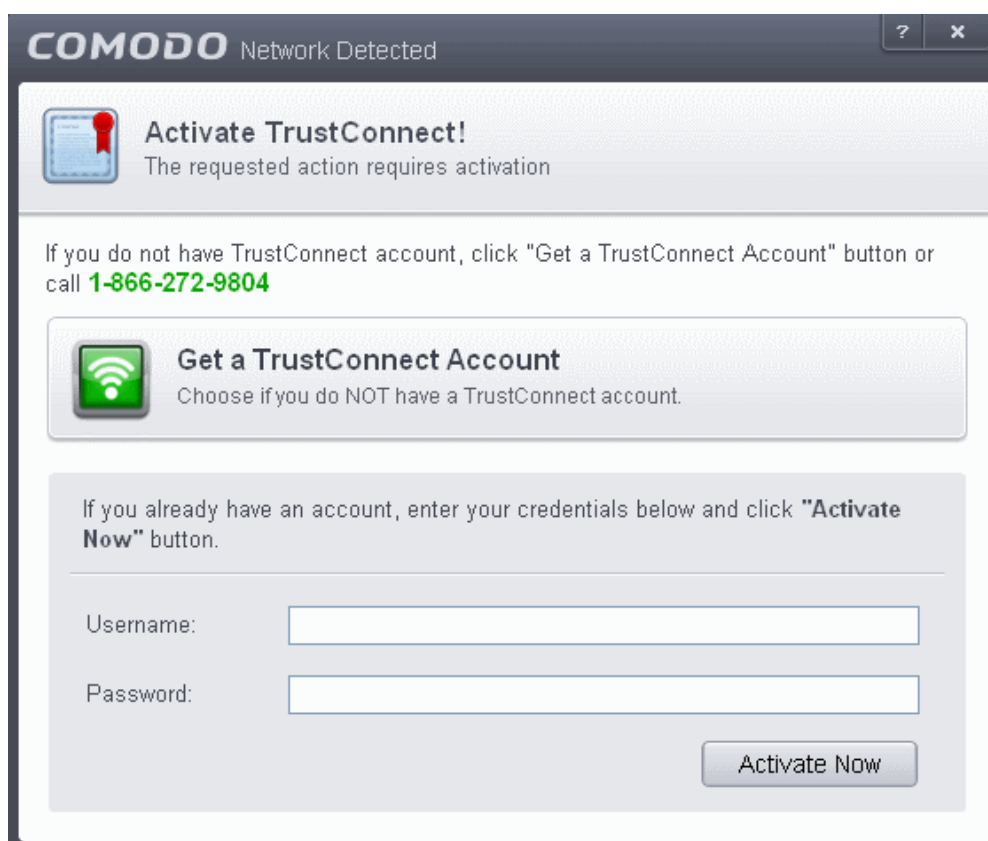 COMODO Network Detected
? x
Activate TrustConnect!
The requested action requires activation
If you do not have TrustConnect account, click "Get a TrustConnect Account" button or
call 1-866-272-9804
Get a TrustConnect Account
Choose if you do NOT have a TrustConnect account.
If you already have an account, enter your credentials below and click "Activate
Now" button.
Username:
Password:
Activate Now